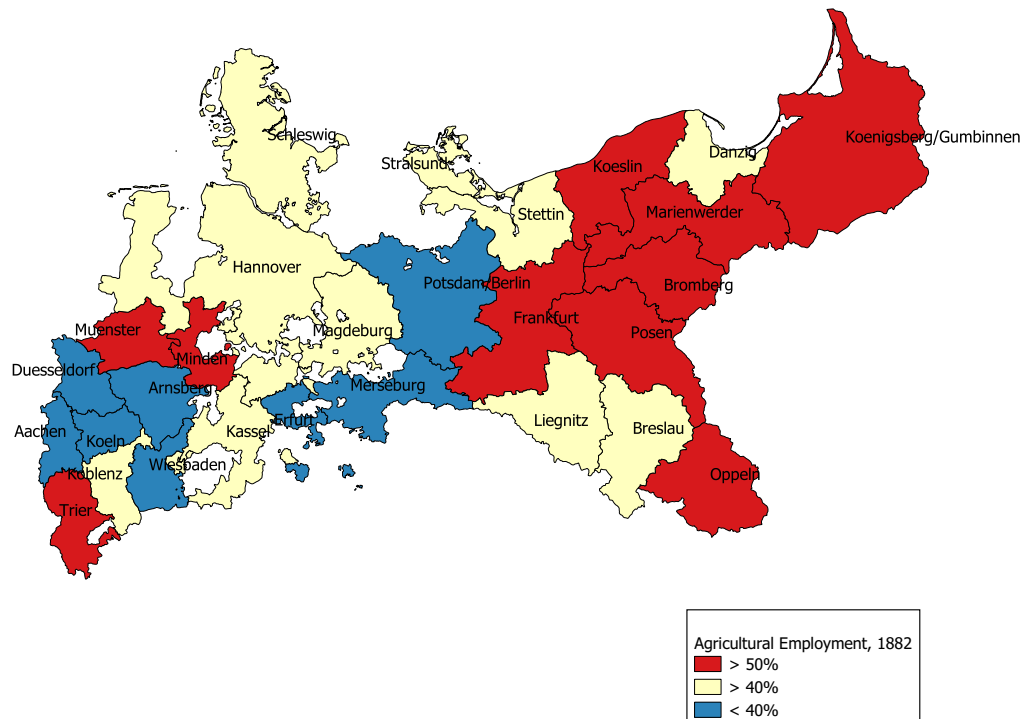 Schleswig
Koenigsberg/Gumbinnen
Danzig
Stralsund
Koeslin
Marienwerder
Stettin
Hannover
Potsdam/Berlin
Bromberg
Frankfurt
Muenster
Magdeburg
Posen
Minden
Duesseldorf
Arnsberg
Merseburg
Erfurt
Liegnitz
Breslau
Aachen
Koeln
Kassel
Wiesbaden
Koblenz
Oppeln
Trier
Agricultural Employment, 1882
> 50%
> 40%
< 40%